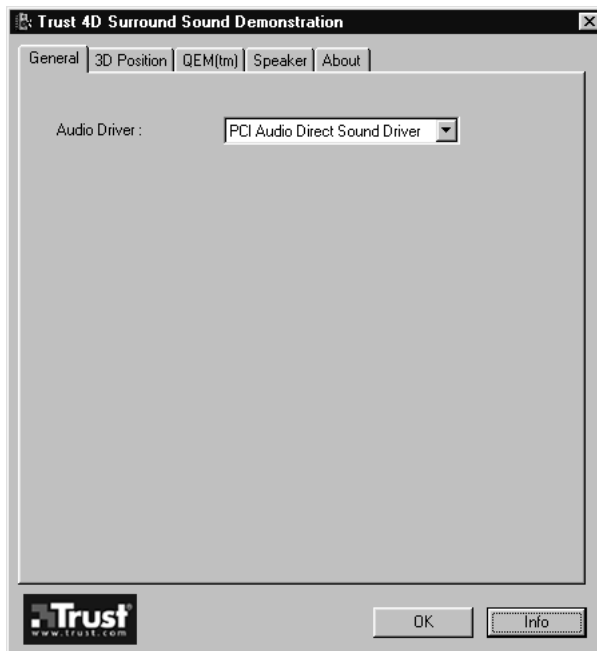 Trust 4D Surround Sound Demonstration
General 3D Position QEM(tm) Speaker About
Audio Driver : PCI Audio Direct Sound Driver
Trust
www.trust.com
OK Info